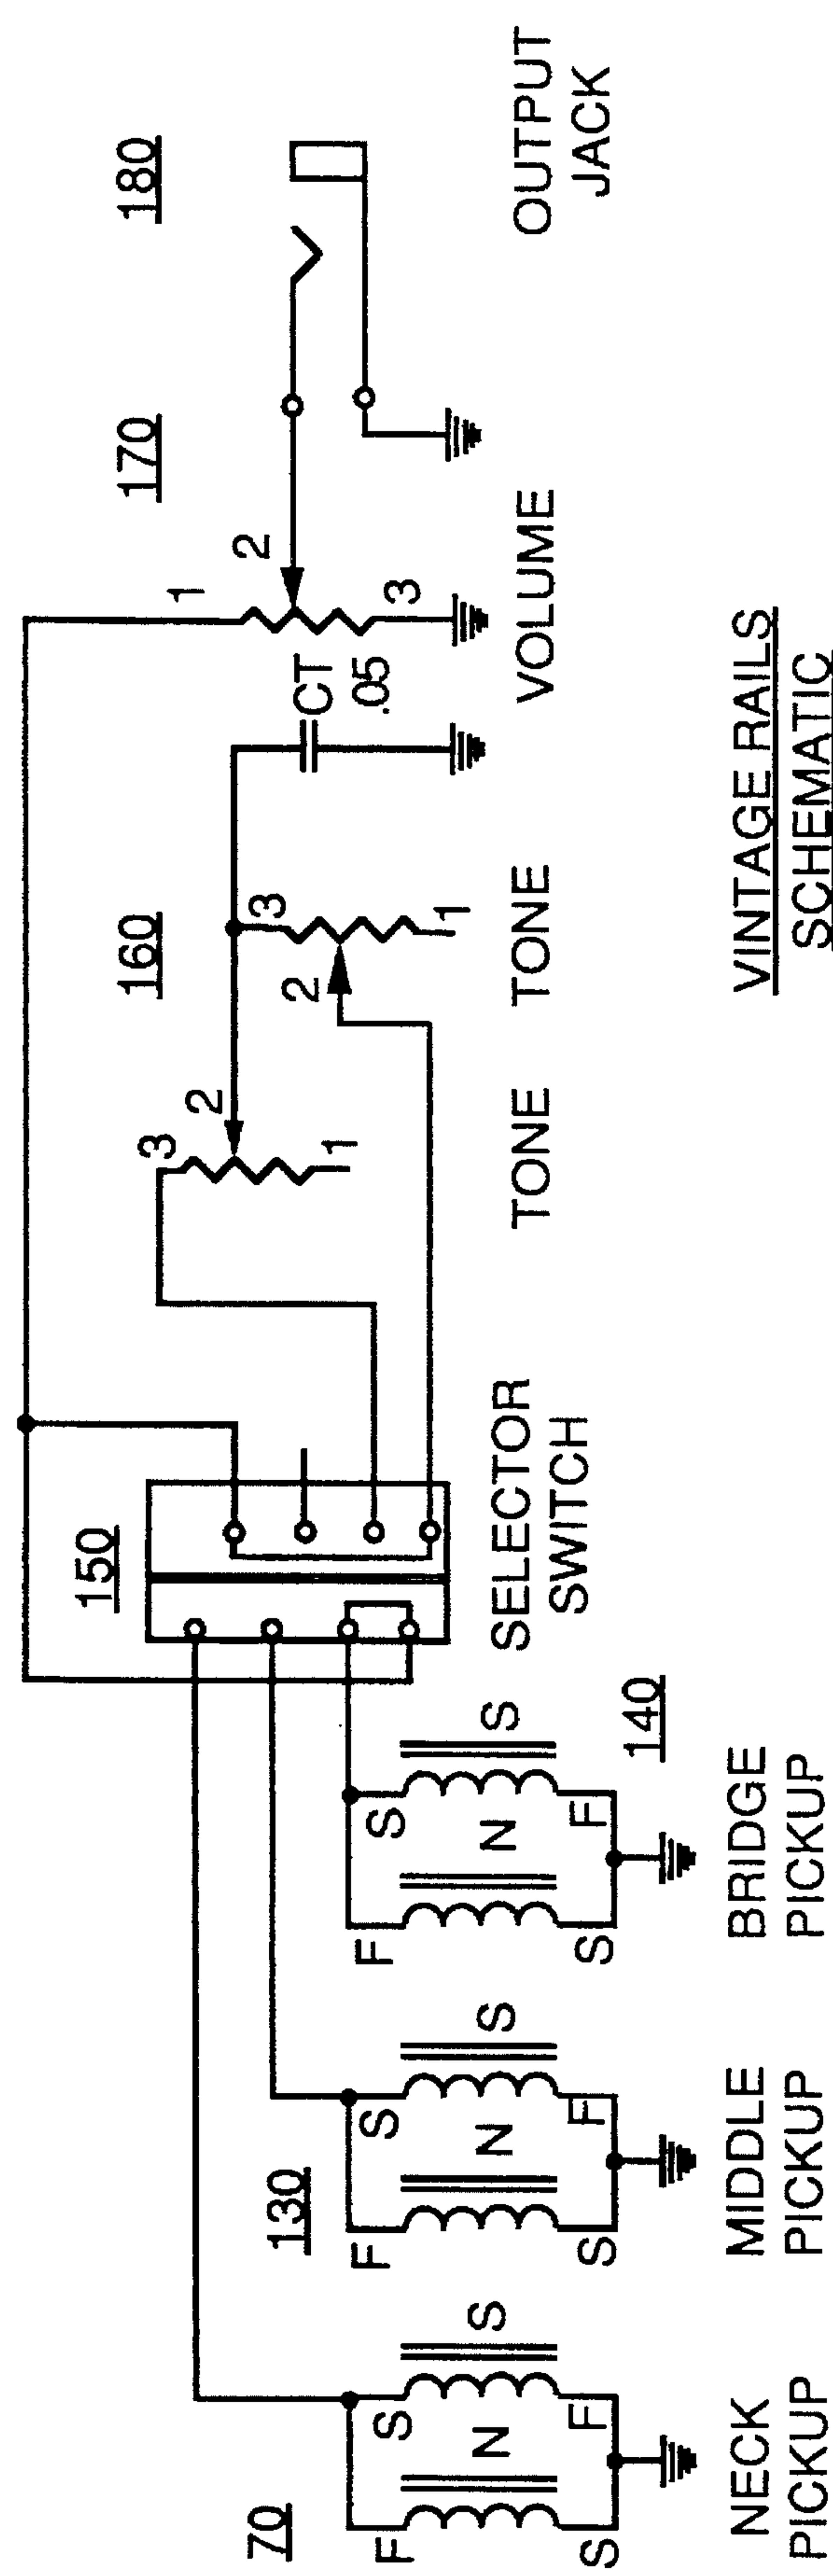 180
170
160
150
1
2
3
CT
.05
3
2
1
3
2
1
OUTPUT
JACK
VOLUME
TONE
TONE
SELECTOR
SWITCH
70
F
S
N
S
F
S
NECK
PICKUP
130
F
S
N
S
F
S
MIDDLE
PICKUP
F
S
N
S
F
S
140
BRIDGE
PICKUP
VINTAGE RAILS
SCHEMATIC